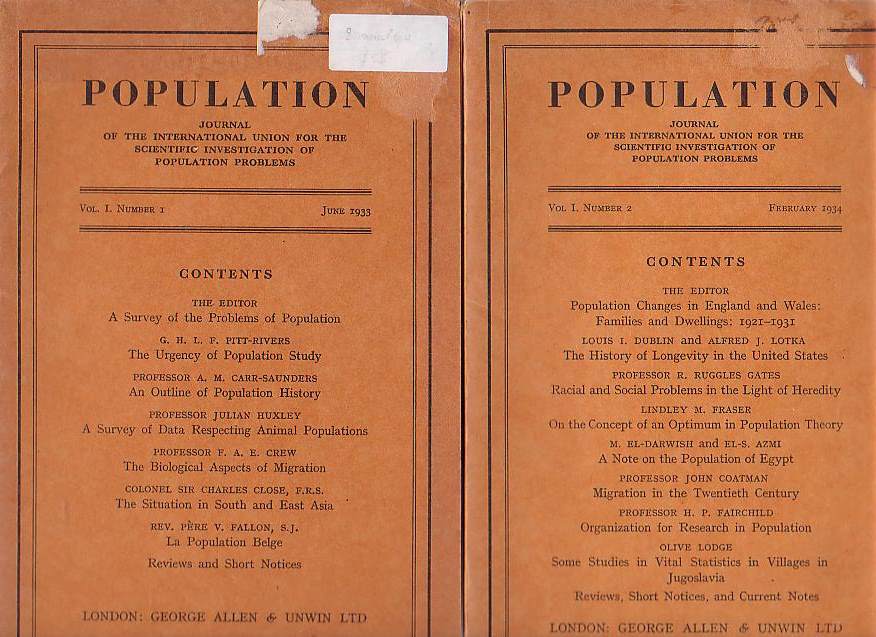 POPULATION
JOURNAL
OF THE INTERNATIONAL UNION FOR THE
SCIENTIFIC INVESTIGATION OF
POPULATION PROBLEMS
VOL. I. NUMBER 1 JUNE 1933
CONTENTS
THE EDITOR
A Survey of the Problems of Population
G. H. L. F. PITT-RIVERS
The Urgency of Population Study
PROFESSOR A. M. CARR-SAUNDERS
An Outline of Population History
PROFESSOR JULIAN HUXLEY
A Survey of Data Respecting Animal Populations
PROFESSOR F. A. E. CREW
The Biological Aspects of Migration
COLONEL SIR CHARLES CLOSE, F.R.S.
The Situation in South and East Asia
REV. PÈRE V. FALLON, S.J.
La Population Belge
Reviews and Short Notices
LONDON: GEORGE ALLEN & UNWIN LTD
POPULATION
JOURNAL
OF THE INTERNATIONAL UNION FOR THE
SCIENTIFIC INVESTIGATION OF
POPULATION PROBLEMS
VOL I. NUMBER 2 FEBRUARY 1934
CONTENTS
THE EDITOR
Population Changes in England and Wales:
Families and Dwellings: 1921–1931
LOUIS I. DUBLIN and ALFRED J. LOTKA
The History of Longevity in the United States
PROFESSOR R. RUGGLES GATES
Racial and Social Problems in the Light of Heredity
LINDLEY M. FRASER
On the Concept of an Optimum in Population Theory
M. EL-DARWISH and EL-S. AZMI
A Note on the Population of Egypt
PROFESSOR JOHN COATMAN
Migration in the Twentieth Century
PROFESSOR H. P. FAIRCHILD
Organization for Research in Population
OLIVE LODGE
Some Studies in Vital Statistics in Villages in
Jugoslavia
Reviews, Short Notices, and Current Notes
LONDON: GEORGE ALLEN & UNWIN LTD